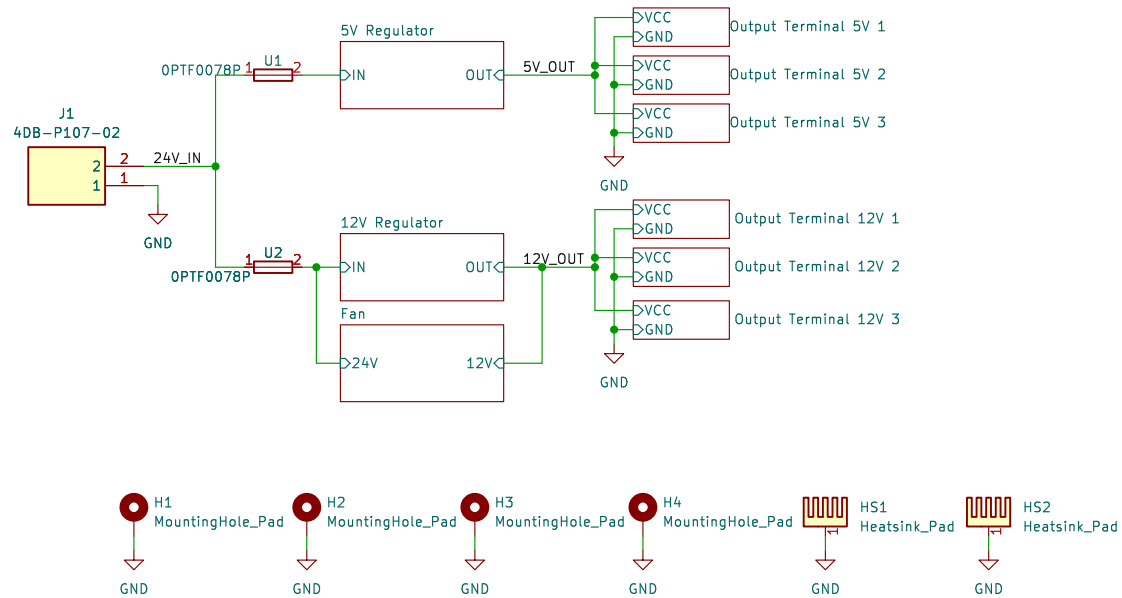 5V Regulator
U1
0PTF0078P 1 2
IN
OUT
5V_OUT
VCC
GND
Output Terminal 5V 1
VCC
GND
Output Terminal 5V 2
VCC
GND
Output Terminal 5V 3
GND
J1
4DB-P107-02
2 2
1 1
24V_IN
GND
12V Regulator
U2
1 2
0PTF0078P
IN
OUT
12V_OUT
VCC
GND
Output Terminal 12V 1
VCC
GND
Output Terminal 12V 2
VCC
GND
Output Terminal 12V 3
GND
Fan
24V
12V
H1
MountingHole_Pad
GND
H2
MountingHole_Pad
GND
H3
MountingHole_Pad
GND
H4
MountingHole_Pad
GND
HS1
Heatsink_Pad
1
GND
HS2
Heatsink_Pad
1
GND